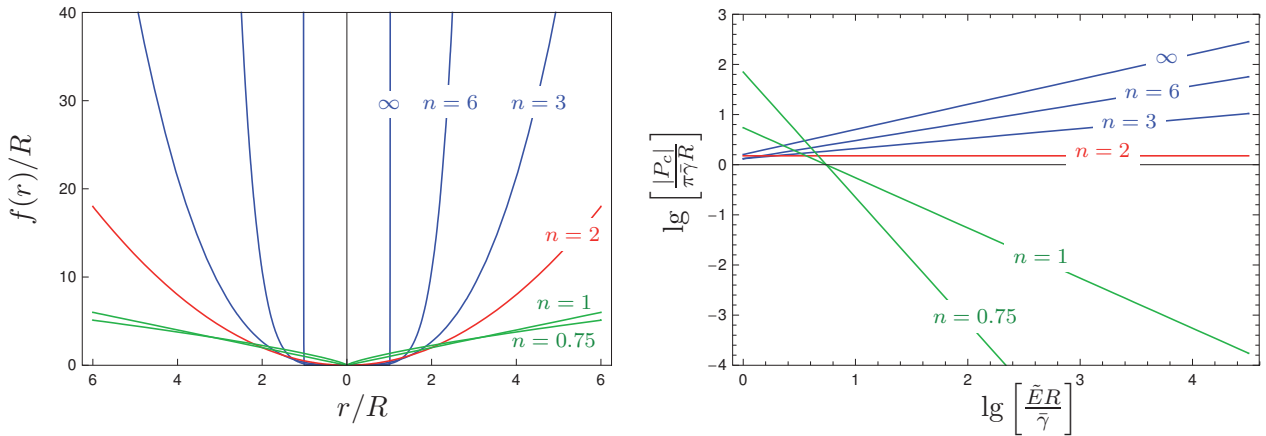 40
30
20
10
0
6
4
2
0
2
4
6
f(r)/R
r/R
∞
n = 6
n = 3
n = 2
n = 1
n = 0.75
3
2
1
0
−1
−2
−3
−4
0
1
2
3
4
lg [|P_c|/πγ̄R]
lg [ẼR/γ̄]
∞
n = 6
n = 3
n = 2
n = 1
n = 0.75